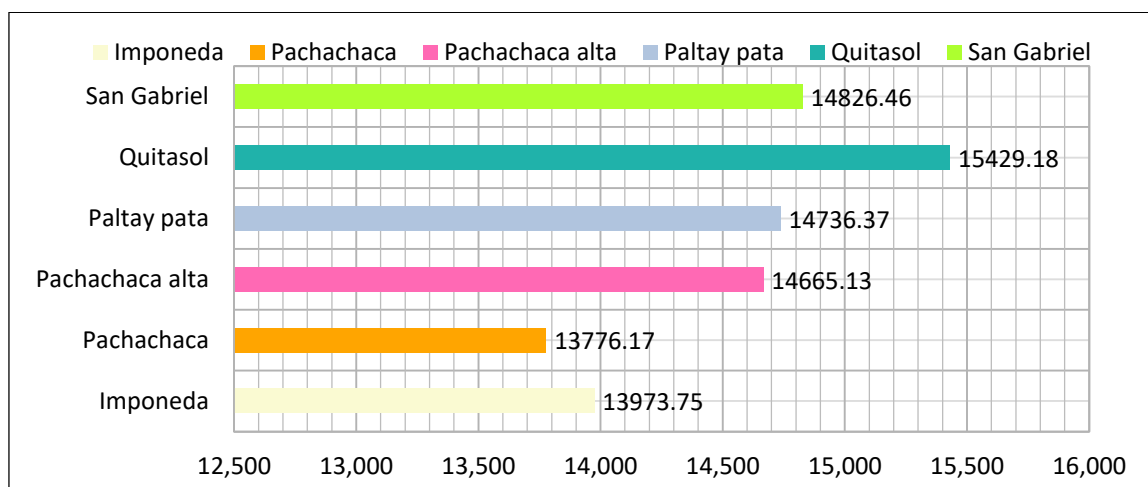 Imponeda Pachachaca Pachachaca alta Paltay pata Quitasol San Gabriel
San Gabriel 14826.46
Quitasol 15429.18
Paltay pata 14736.37
Pachachaca alta 14665.13
Pachachaca 13776.17
Imponeda 13973.75
12,500 13,000 13,500 14,000 14,500 15,000 15,500 16,000